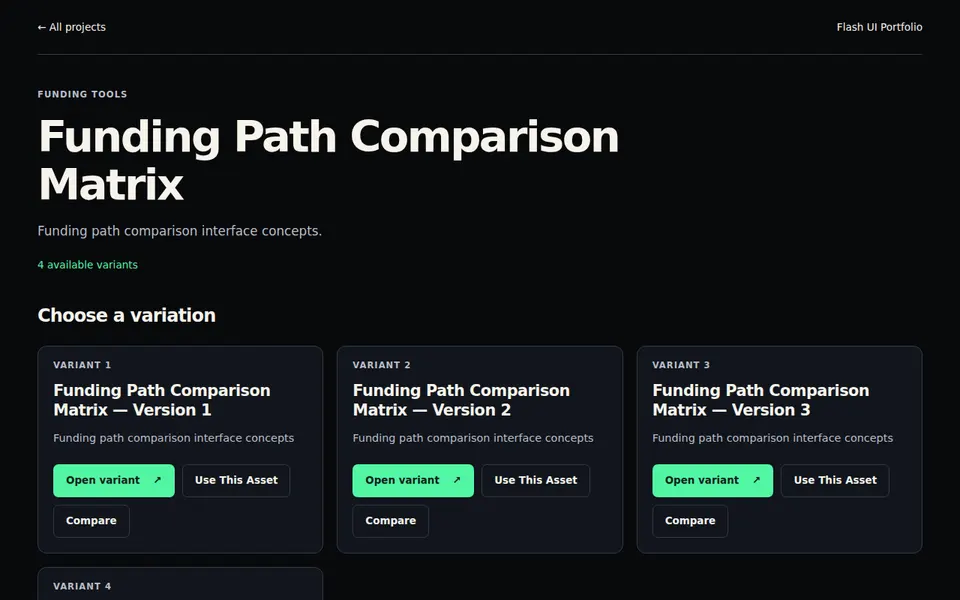 ← All projects
Flash UI Portfolio
FUNDING TOOLS
Funding Path Comparison
Matrix
Funding path comparison interface concepts.
4 available variants
Choose a variation
VARIANT 1
Funding Path Comparison
Matrix — Version 1
Funding path comparison interface concepts
Open variant ↗
Use This Asset
Compare
VARIANT 2
Funding Path Comparison
Matrix — Version 2
Funding path comparison interface concepts
Open variant ↗
Use This Asset
Compare
VARIANT 3
Funding Path Comparison
Matrix — Version 3
Funding path comparison interface concepts
Open variant ↗
Use This Asset
Compare
VARIANT 4